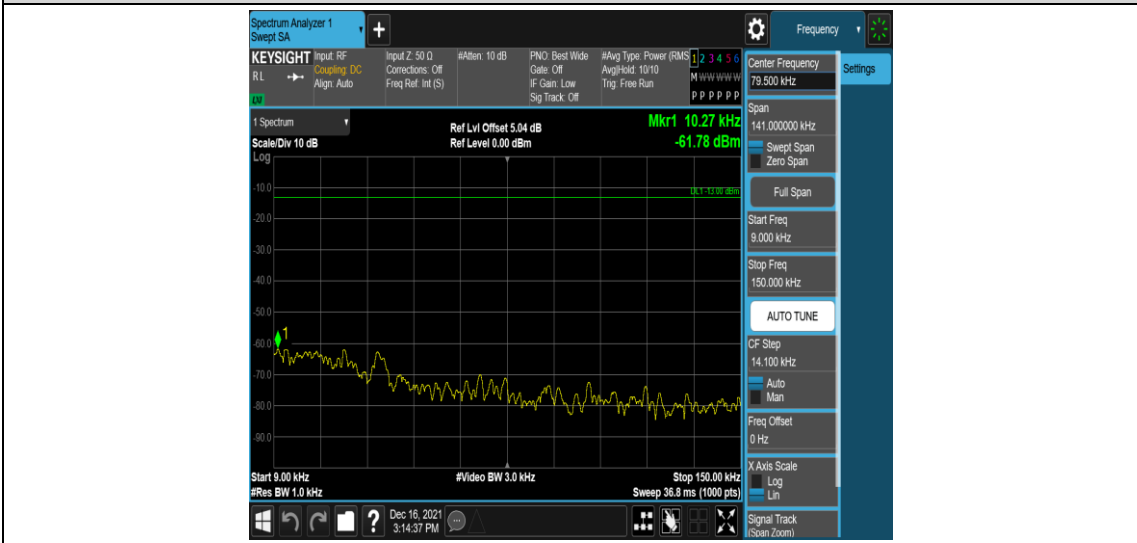 Spectrum Analyzer 1
Swept SA
+
Frequency
KEYSIGHT
R L
LXI
Input: RF
Coupling: DC
Align: Auto
Input Z: 50 Ω
Corrections: Off
Freq Ref: Int (S)
#Atten: 10 dB
PNO: Best Wide
Gate: Off
IF Gain: Low
Sig Track: Off
#Avg Type: Power (RMS
Avg|Hold: 10/10
Trig: Free Run
1 2 3 4 5 6
M W W W W W
P P P P P P
1 Spectrum
Scale/Div 10 dB
Log
Ref Lvl Offset 5.04 dB
Ref Level 0.00 dBm
Mkr1 10.27 kHz
-61.78 dBm
DL1 -13.00 dBm
-10.0
-20.0
-30.0
-40.0
-50.0
-60.0
-70.0
-80.0
-90.0
1
Start 9.00 kHz
#Res BW 1.0 kHz
#Video BW 3.0 kHz
Stop 150.00 kHz
Sweep 36.8 ms (1000 pts)
?
Dec 16, 2021
3:14:37 PM
Center Frequency
79.500 kHz
Settings
Span
141.000000 kHz
Swept Span
Zero Span
Full Span
Start Freq
9.000 kHz
Stop Freq
150.000 kHz
AUTO TUNE
CF Step
14.100 kHz
Auto
Man
Freq Offset
0 Hz
X Axis Scale
Log
Lin
Signal Track
(Span Zoom)